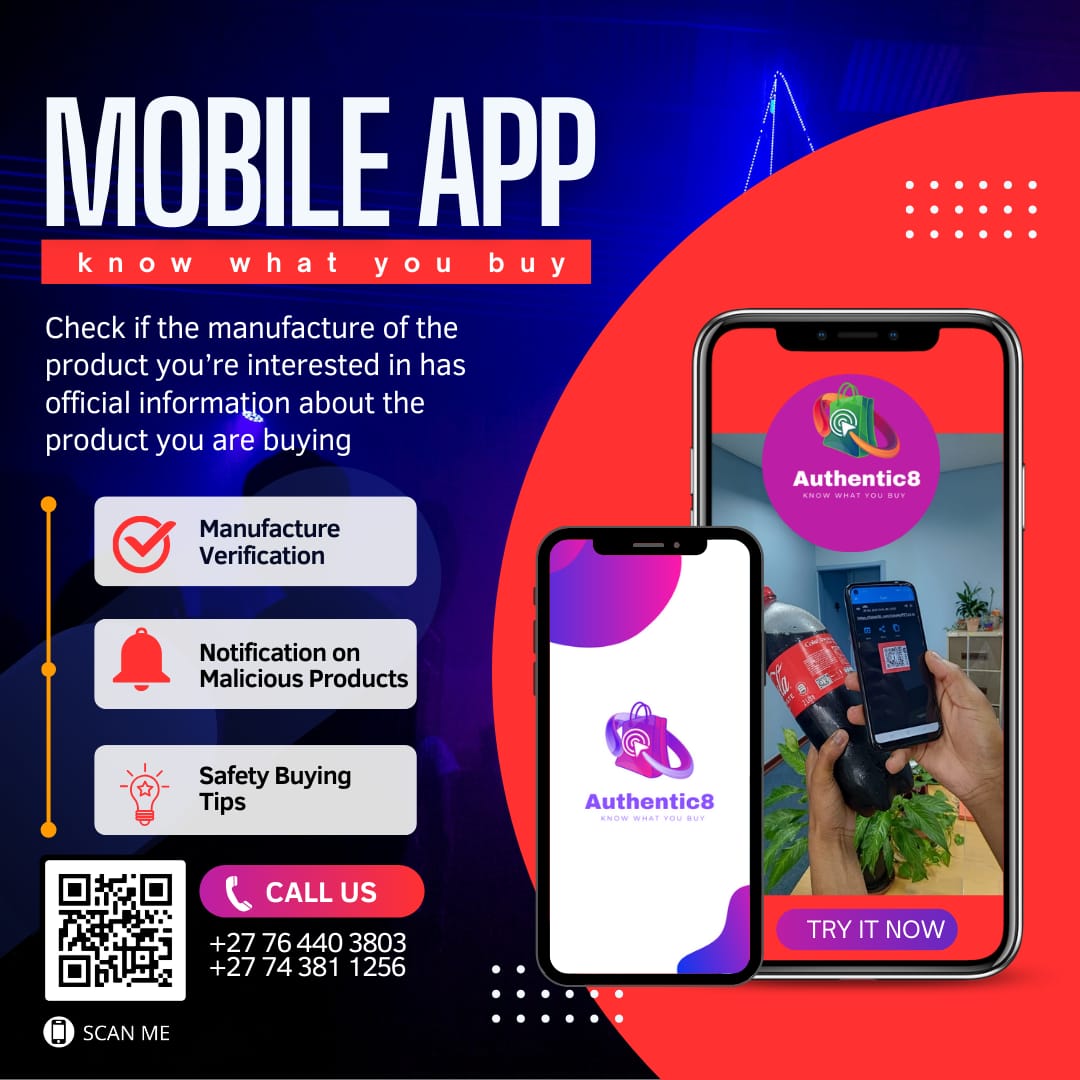 MOBILE APP
know what you buy
Check if the manufacture of the
product you're interested in has
official information about the
product you are buying
Manufacture
Verification
Notification on
Malicious Products
Safety Buying
Tips
CALL US
+27 76 440 3803
+27 74 381 1256
SCAN ME
Authentic8
KNOW WHAT YOU BUY
Authentic8
KNOW WHAT YOU BUY
TRY IT NOW